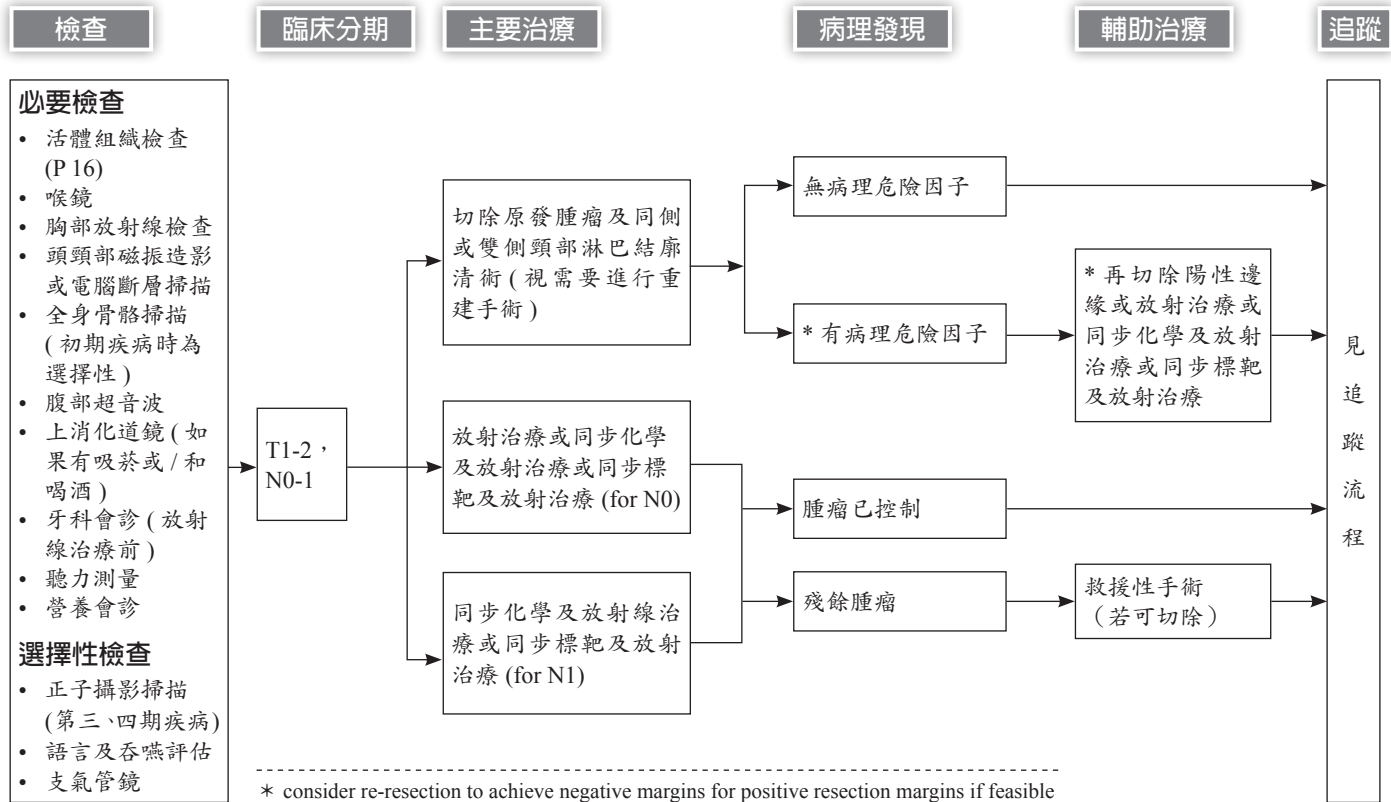 檢查
臨床分期
主要治療
病理發現
輔助治療
追蹤
必要檢查
• 活體組織檢查
(P 16)
• 喉鏡
• 胸部放射線檢查
• 頭頸部磁振造影
或電腦斷層掃描
• 全身骨骼掃描
( 初期疾病時為
選擇性 )
• 腹部超音波
• 上消化道鏡 ( 如
果有吸菸或 / 和
喝酒 )
• 牙科會診 ( 放射
線治療前 )
• 聽力測量
• 營養會診
選擇性檢查
• 正子攝影掃描
(第三、四期疾病)
• 語言及吞嚥評估
• 支氣管鏡
T1-2，
N0-1
切除原發腫瘤及同側
或雙側頸部淋巴結廓
清術 ( 視需要進行重
建手術 )
放射治療或同步化學
及放射治療或同步標
靶及放射治療 (for N0)
同步化學及放射線治
療或同步標靶及放射
治療 (for N1)
無病理危險因子
* 有病理危險因子
腫瘤已控制
殘餘腫瘤
* 再切除陽性邊
緣或放射治療或
同步化學及放射
治療或同步標靶
及放射治療
救援性手術
（若可切除）
見
追
蹤
流
程
＊ consider re-resection to achieve negative margins for positive resection margins if feasible